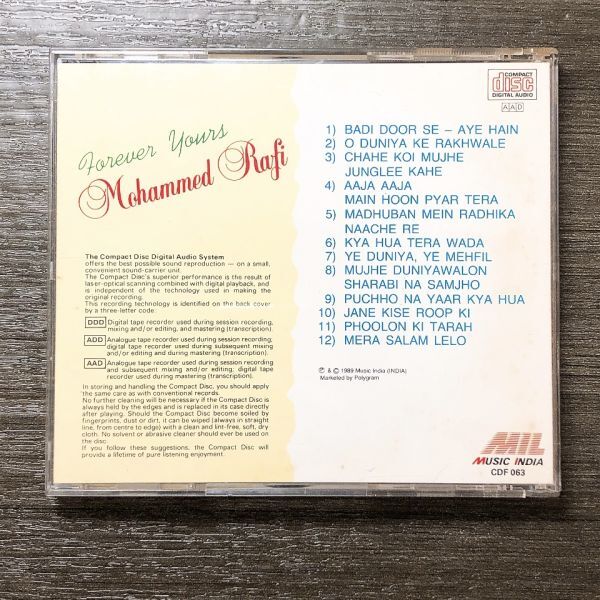 Forever Yours
Mohammed Rafi
The Compact Disc Digital Audio System
offers the best possible sound reproduction — on a small,
convenient sound-carrier unit.
The Compact Disc's superior performance is the result of
laser-optical scanning combined with digital playback, and
is independent of the technology used in making the
original recording.
This recording technology is identified on the back cover
by a three-letter code:
DDD Digital tape recorder used during session recording,
mixing and/or editing, and mastering (transcription).
ADD Analogue tape recorder used during session recording;
digital tape recorder used during subsequent mixing
and/or editing and during mastering (transcription).
AAD Analogue tape recorder used during session recording
and subsequent mixing and/or editing; digital tape
recorder used during mastering (transcription).
In storing and handling the Compact Disc, you should apply
the same care as with conventional records.
No further cleaning will be necessary if the Compact Disc is
always held by the edges and is replaced in its case directly
after playing. Should the Compact Disc become soiled by
fingerprints, dust or dirt, it can be wiped (always in straight
line, from centre to edge) with a clean and lint-free, soft, dry
cloth. No solvent or abrasive cleaner should ever be used on
the disc.
If you follow these suggestions, the Compact Disc will
provide a lifetime of pure listening enjoyment.
COMPACT
disc
DIGITAL AUDIO
AAD
1) BADI DOOR SE – AYE HAIN
2) O DUNIYA KE RAKHWALE
3) CHAHE KOI MUJHE
JUNGLEE KAHE
4) AAJA AAJA
MAIN HOON PYAR TERA
5) MADHUBAN MEIN RADHIKA
NAACHE RE
6) KYA HUA TERA WADA
7) YE DUNIYA, YE MEHFIL
8) MUJHE DUNIYAWALON
SHARABI NA SAMJHO
9) PUCHHO NA YAAR KYA HUA
10) JANE KISE ROOP KI
11) PHOOLON KI TARAH
12) MERA SALAM LELO
℗ & © 1989 Music India (INDIA)
Marketed by Polygram
MIL
MUSIC INDIA
CDF 063